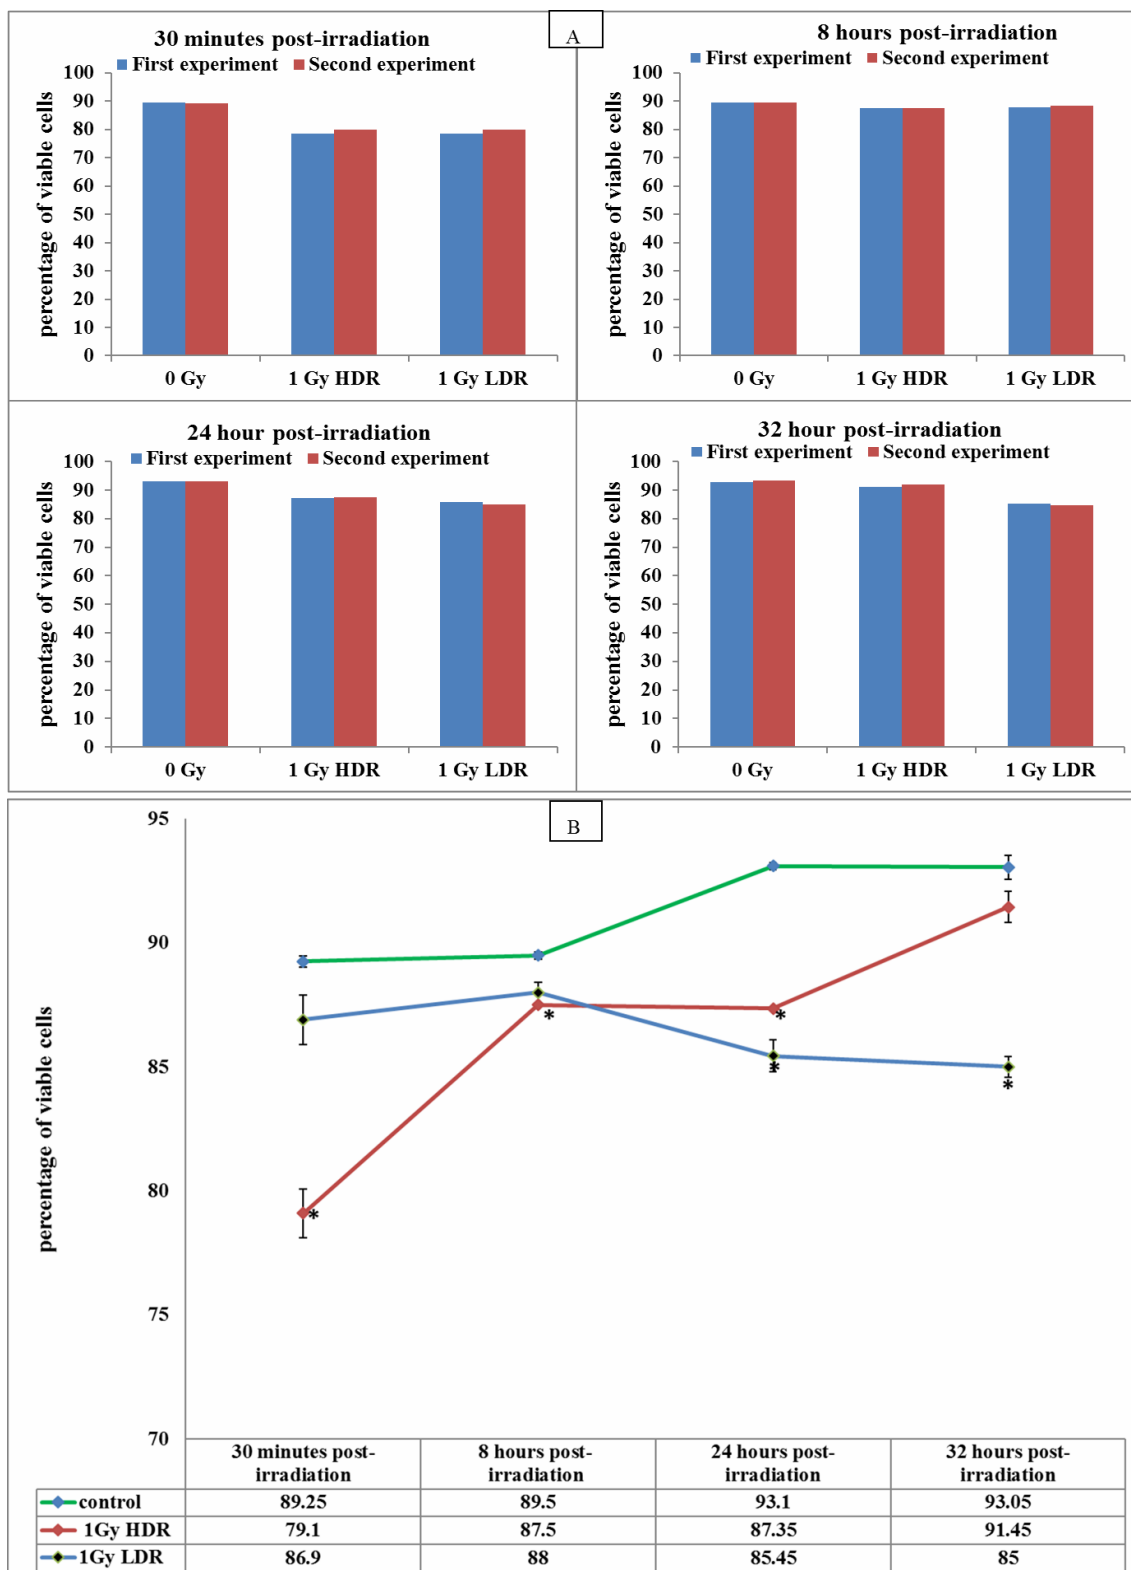 A
30 minutes post-irradiation
First experiment Second experiment
percentage of viable cells
100
90
80
70
60
50
40
30
20
10
0
0 Gy 1 Gy HDR 1 Gy LDR
8 hours post-irradiation
First experiment Second experiment
percentage of viable cells
100
90
80
70
60
50
40
30
20
10
0
0 Gy 1 Gy HDR 1 Gy LDR
24 hour post-irradiation
First experiment Second experiment
percentage of viable cells
100
90
80
70
60
50
40
30
20
10
0
0 Gy 1 Gy HDR 1 Gy LDR
32 hour post-irradiation
First experiment Second experiment
percentage of viable cells
100
90
80
70
60
50
40
30
20
10
0
0 Gy 1 Gy HDR 1 Gy LDR
B
percentage of viable cells
95
90
85
80
75
70
*
*
*
*
*
*
30 minutes post-
irradiation
8 hours post-
irradiation
24 hours post-
irradiation
32 hours post-
irradiation
control 89.25 89.5 93.1 93.05
1Gy HDR 79.1 87.5 87.35 91.45
1Gy LDR 86.9 88 85.45 85